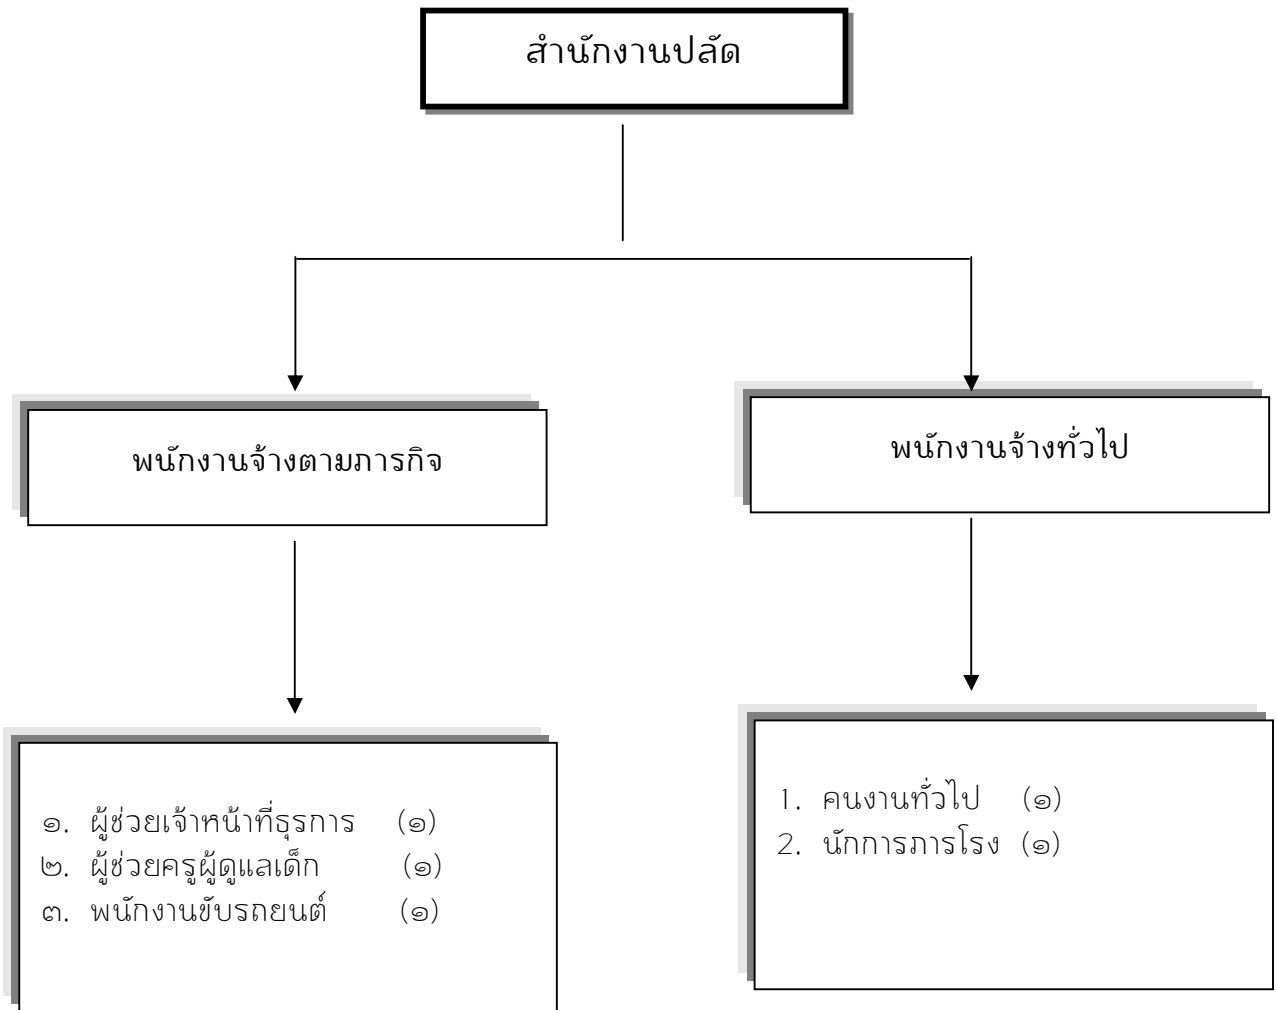 สำนักงานปลัด
พนักงานจ้างตามภารกิจ
พนักงานจ้างทั่วไป
๑. ผู้ช่วยเจ้าหน้าที่ธุรการ (๑)
๒. ผู้ช่วยครูผู้ดูแลเด็ก (๑)
๓. พนักงานขับรถยนต์ (๑)
1. คนงานทั่วไป (๑)
2. นักการภารโรง (๑)